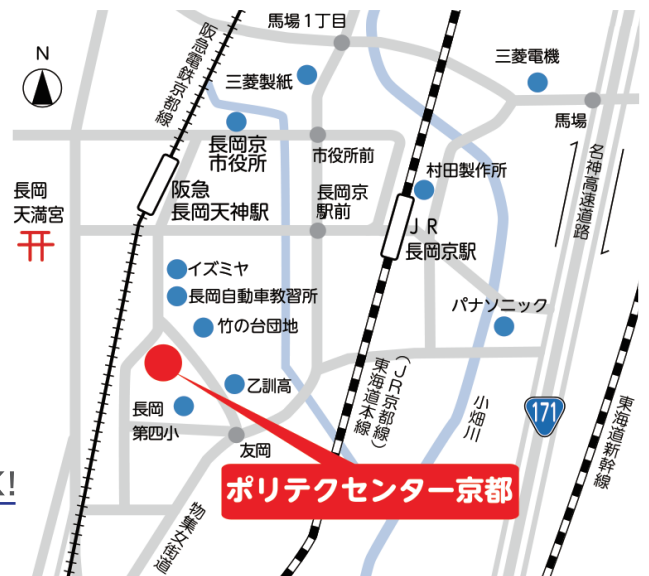 馬場1丁目
N
阪急電鉄京都線
三菱製紙
三菱電機
馬場
長岡京
市役所
市役所前
名神高速道路
村田製作所
長岡
天満宮
阪急
長岡天神駅
長岡京
駅前
JR
長岡京駅
イズミヤ
長岡自動車教習所
パナソニック
竹の台団地
乙訓高
(JR京都線)
東海道本線
小畑川
171
東海道新幹線
長岡
第四小
友岡
ポリテクセンター京都
K!
物集女街道